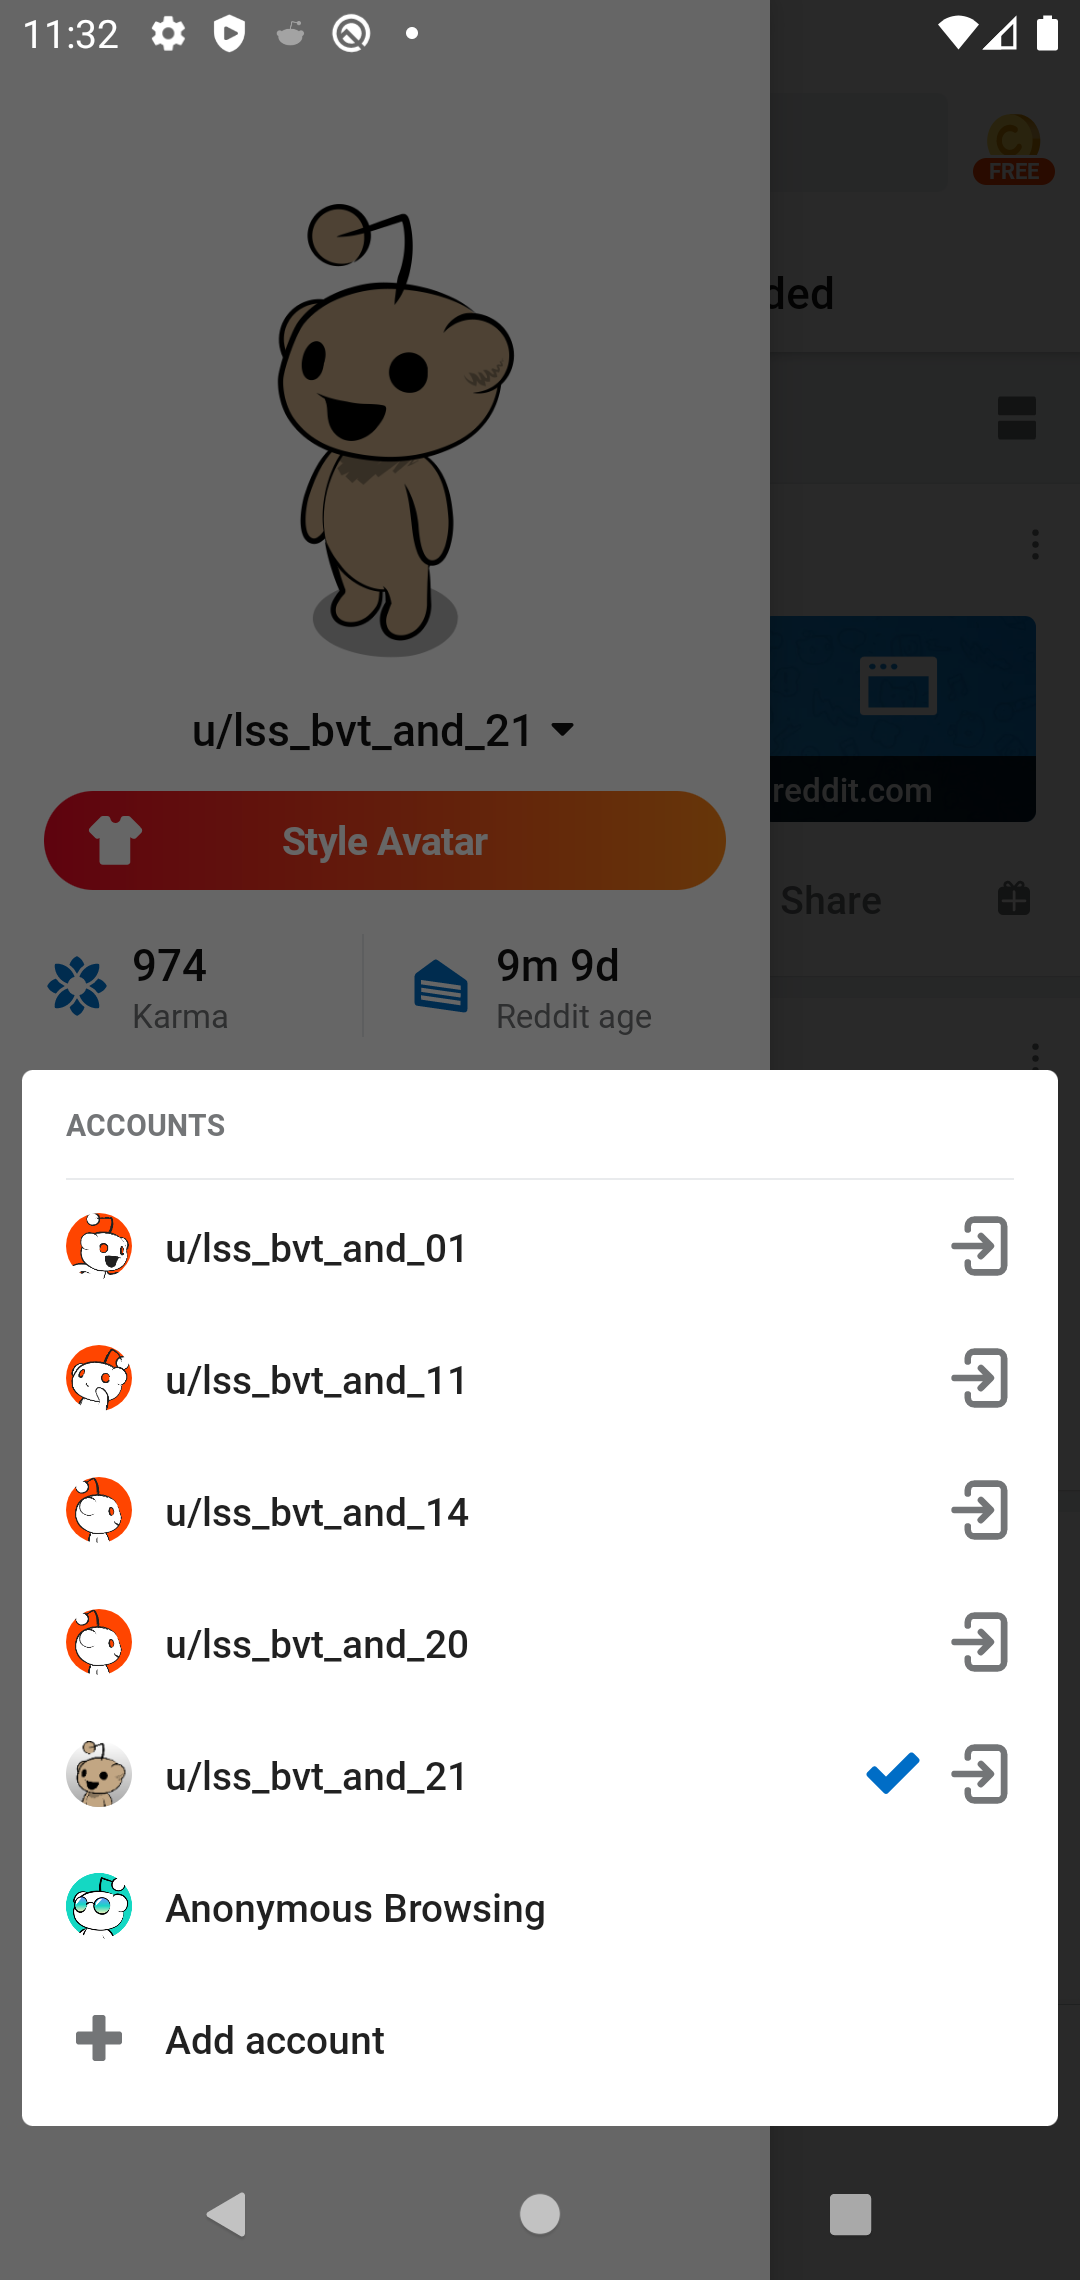 11:32
FREE
ded
u/lss_bvt_and_21
reddit.com
Style Avatar
Share
974
Karma
9m 9d
Reddit age
ACCOUNTS
u/lss_bvt_and_01
u/lss_bvt_and_11
u/lss_bvt_and_14
u/lss_bvt_and_20
u/lss_bvt_and_21
Anonymous Browsing
Add account